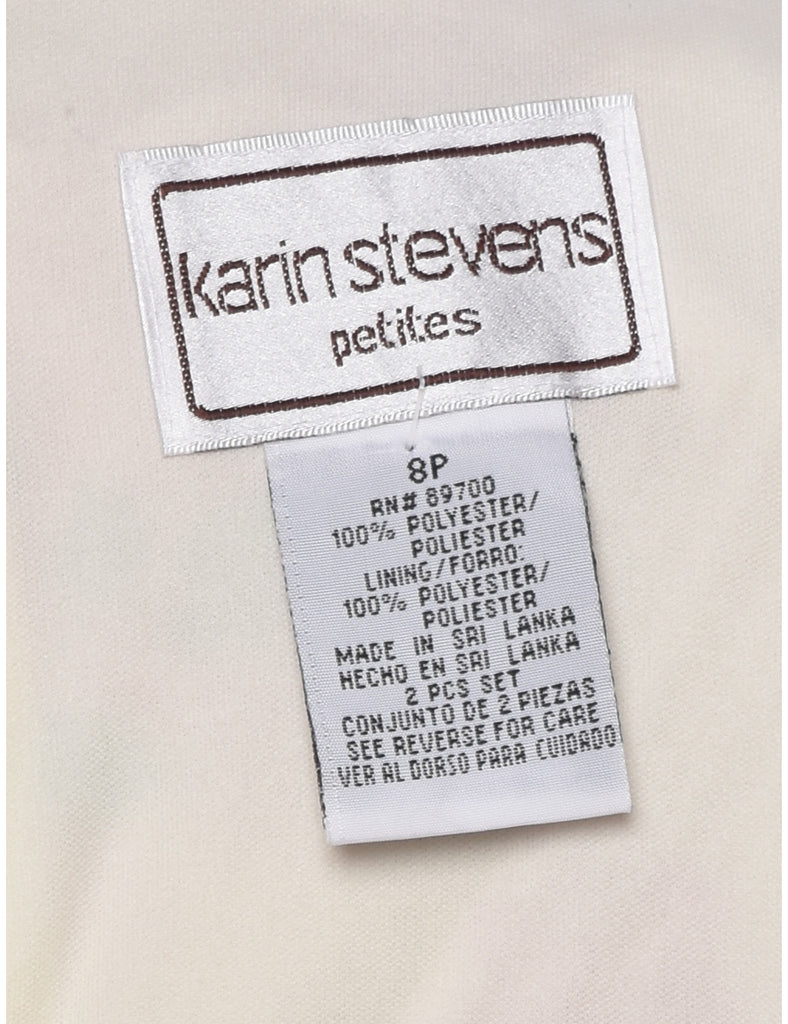 karin stevens
petites
8P
RN# 89700
100% POLYESTER/
POLIESTER
LINING/FORRO:
100% POLYESTER/
POLIESTER
MADE IN SRI LANKA
HECHO EN SRI LANKA
2 PCS SET
CONJUNTO DE 2 PIEZAS
SEE REVERSE FOR CARE
VER AL DORSO PARA CUIDADO